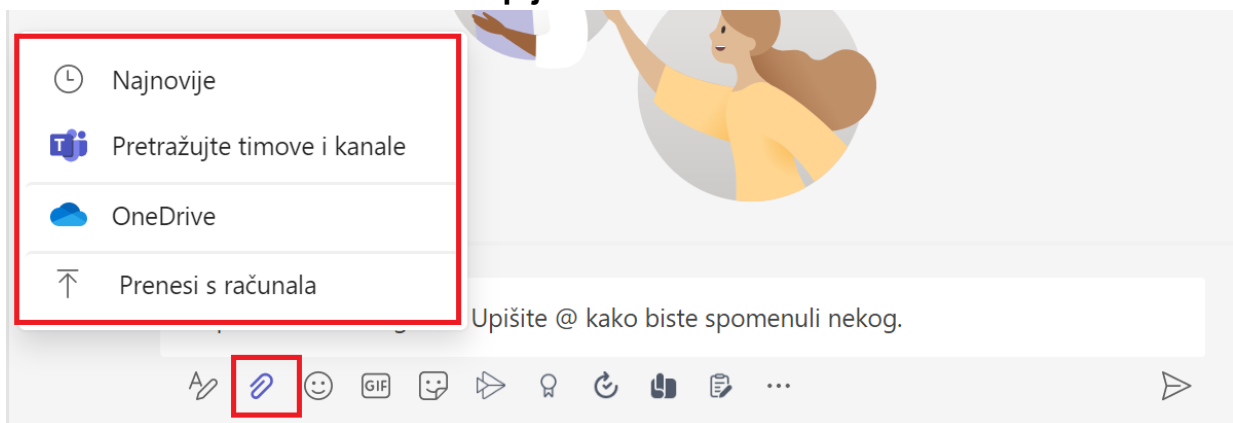 Najnovije
Pretražujte timove i kanale
OneDrive
Prenesi s računala
Upišite @ kako biste spomenuli nekog.
GIF